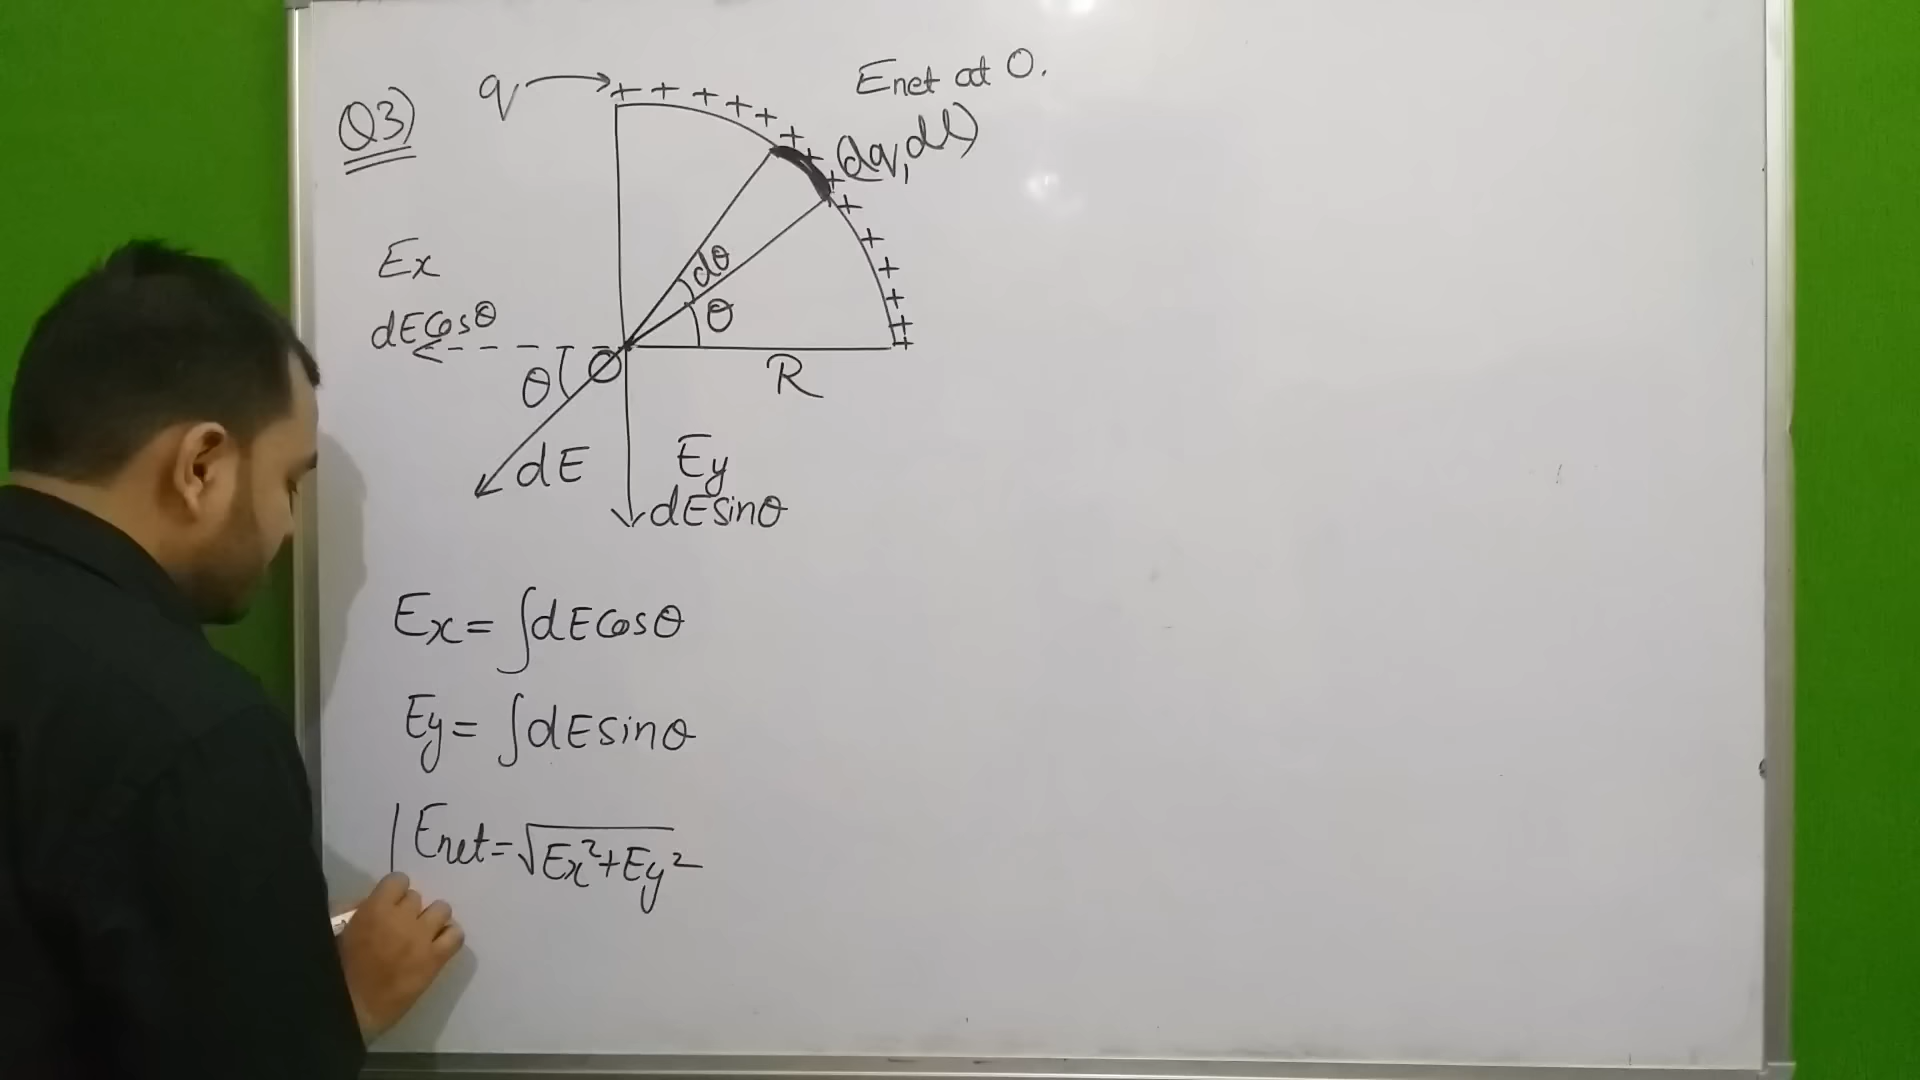 Q3)
q
+ + + + + + + + + + + + + +
Enet at O.
(dq, dl)
Ex
dECosθ
dθ
θ
θ
O
R
dE
Ey
dEsinθ
Ex = ∫dECosθ
Ey = ∫dEsinθ
Enet = √Ex²+Ey²